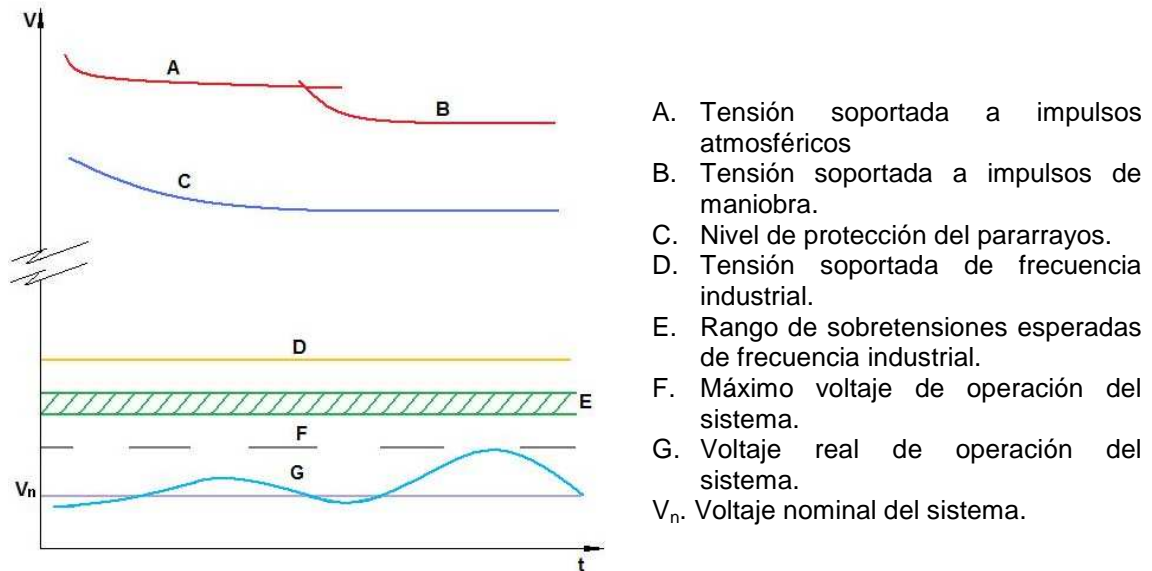 V
A
B
C
D
E
F
G
Vn
t
A. Tensión soportada a impulsos
atmosféricos
B. Tensión soportada a impulsos de
maniobra.
C. Nivel de protección del pararrayos.
D. Tensión soportada de frecuencia
industrial.
E. Rango de sobretensiones esperadas
de frecuencia industrial.
F. Máximo voltaje de operación del
sistema.
G. Voltaje real de operación del
sistema.
Vn. Voltaje nominal del sistema.